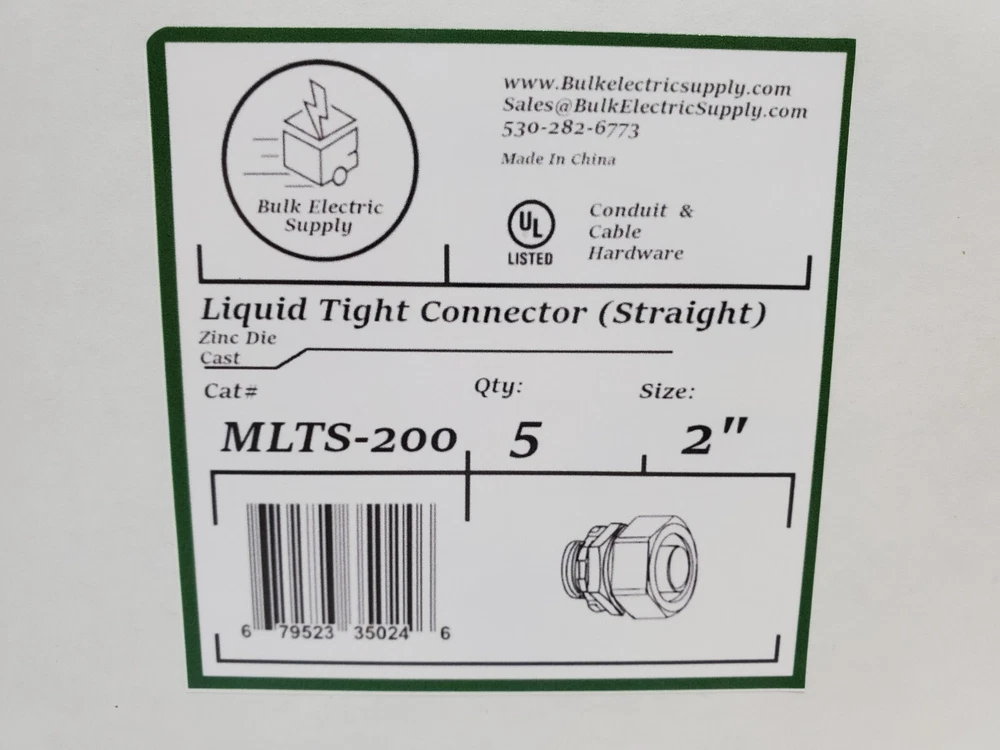 Bulk Electric
Supply
www.Bulkelectricsupply.com
Sales@BulkElectricSupply.com
530-282-6773
Made In China
UL
LISTED
Conduit &
Cable
Hardware
Liquid Tight Connector (Straight)
Zinc Die
Cast
Cat# Qty: Size:
MLTS-200 5 2"
6 79523 35024 6